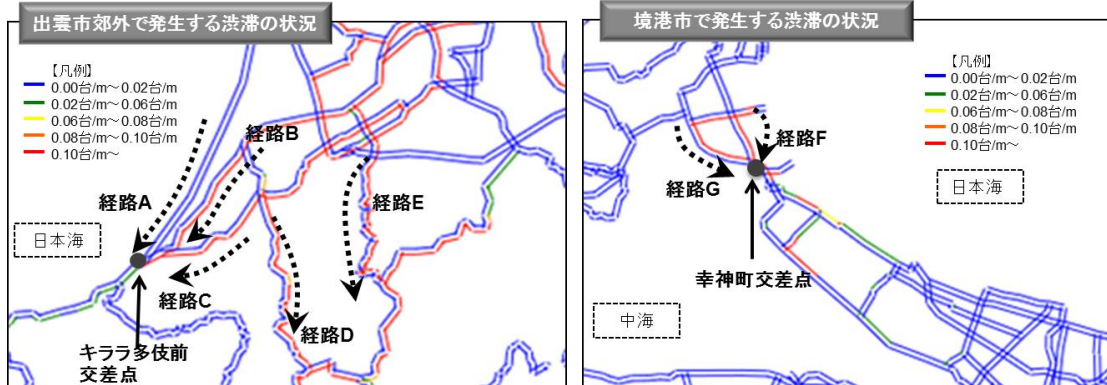 出雲市郊外で発生する渋滞の状況
【凡例】
0.00台/m~0.02台/m
0.02台/m~0.06台/m
0.06台/m~0.08台/m
0.08台/m~0.10台/m
0.10台/m~
経路B
経路A
経路E
日本海
経路C
経路D
キララ多伎前
交差点
境港市で発生する渋滞の状況
【凡例】
0.00台/m~0.02台/m
0.02台/m~0.06台/m
0.06台/m~0.08台/m
0.08台/m~0.10台/m
0.10台/m~
経路F
経路G
日本海
幸神町交差点
中海